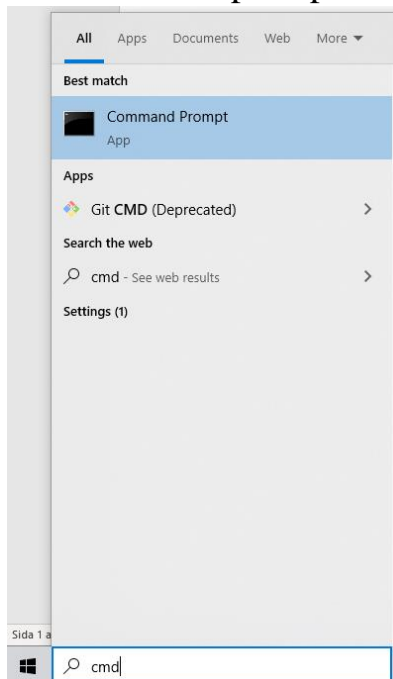 All Apps Documents Web More
Best match
Command Prompt
App
Apps
Git CMD (Deprecated)
Search the web
cmd - See web results
Settings (1)
Sida 1 a
cmd